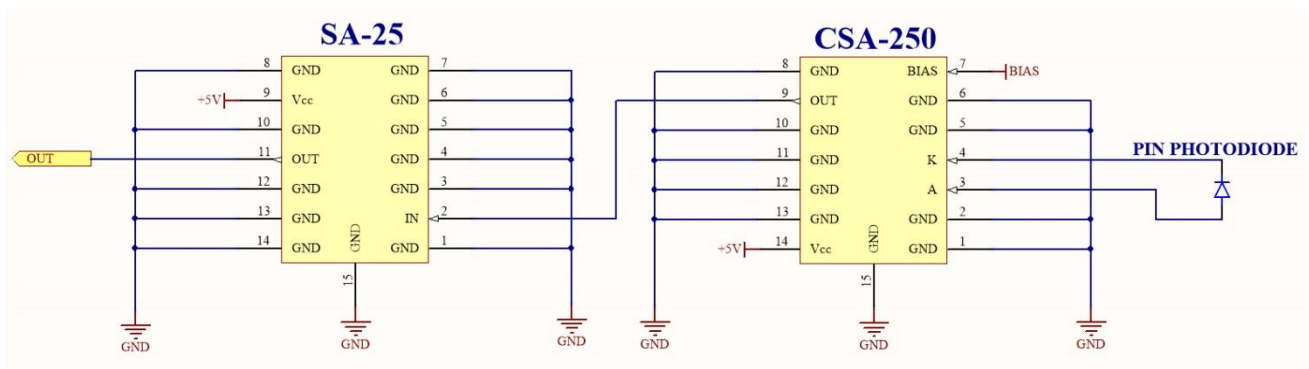 SA-25
CSA-250
8 GND GND 7
+5V 9 Vcc GND 6
10 GND GND 5
OUT 11 OUT GND 4
12 GND GND 3
13 GND IN 2
14 GND GND 1
GND
15
GND
GND
GND
8 GND BIAS 7 BIAS
9 OUT GND 6
10 GND GND 5
11 GND K 4
12 GND A 3
13 GND GND 2
+5V 14 Vcc GND 1
GND
15
GND
GND
GND
PIN PHOTODIODE